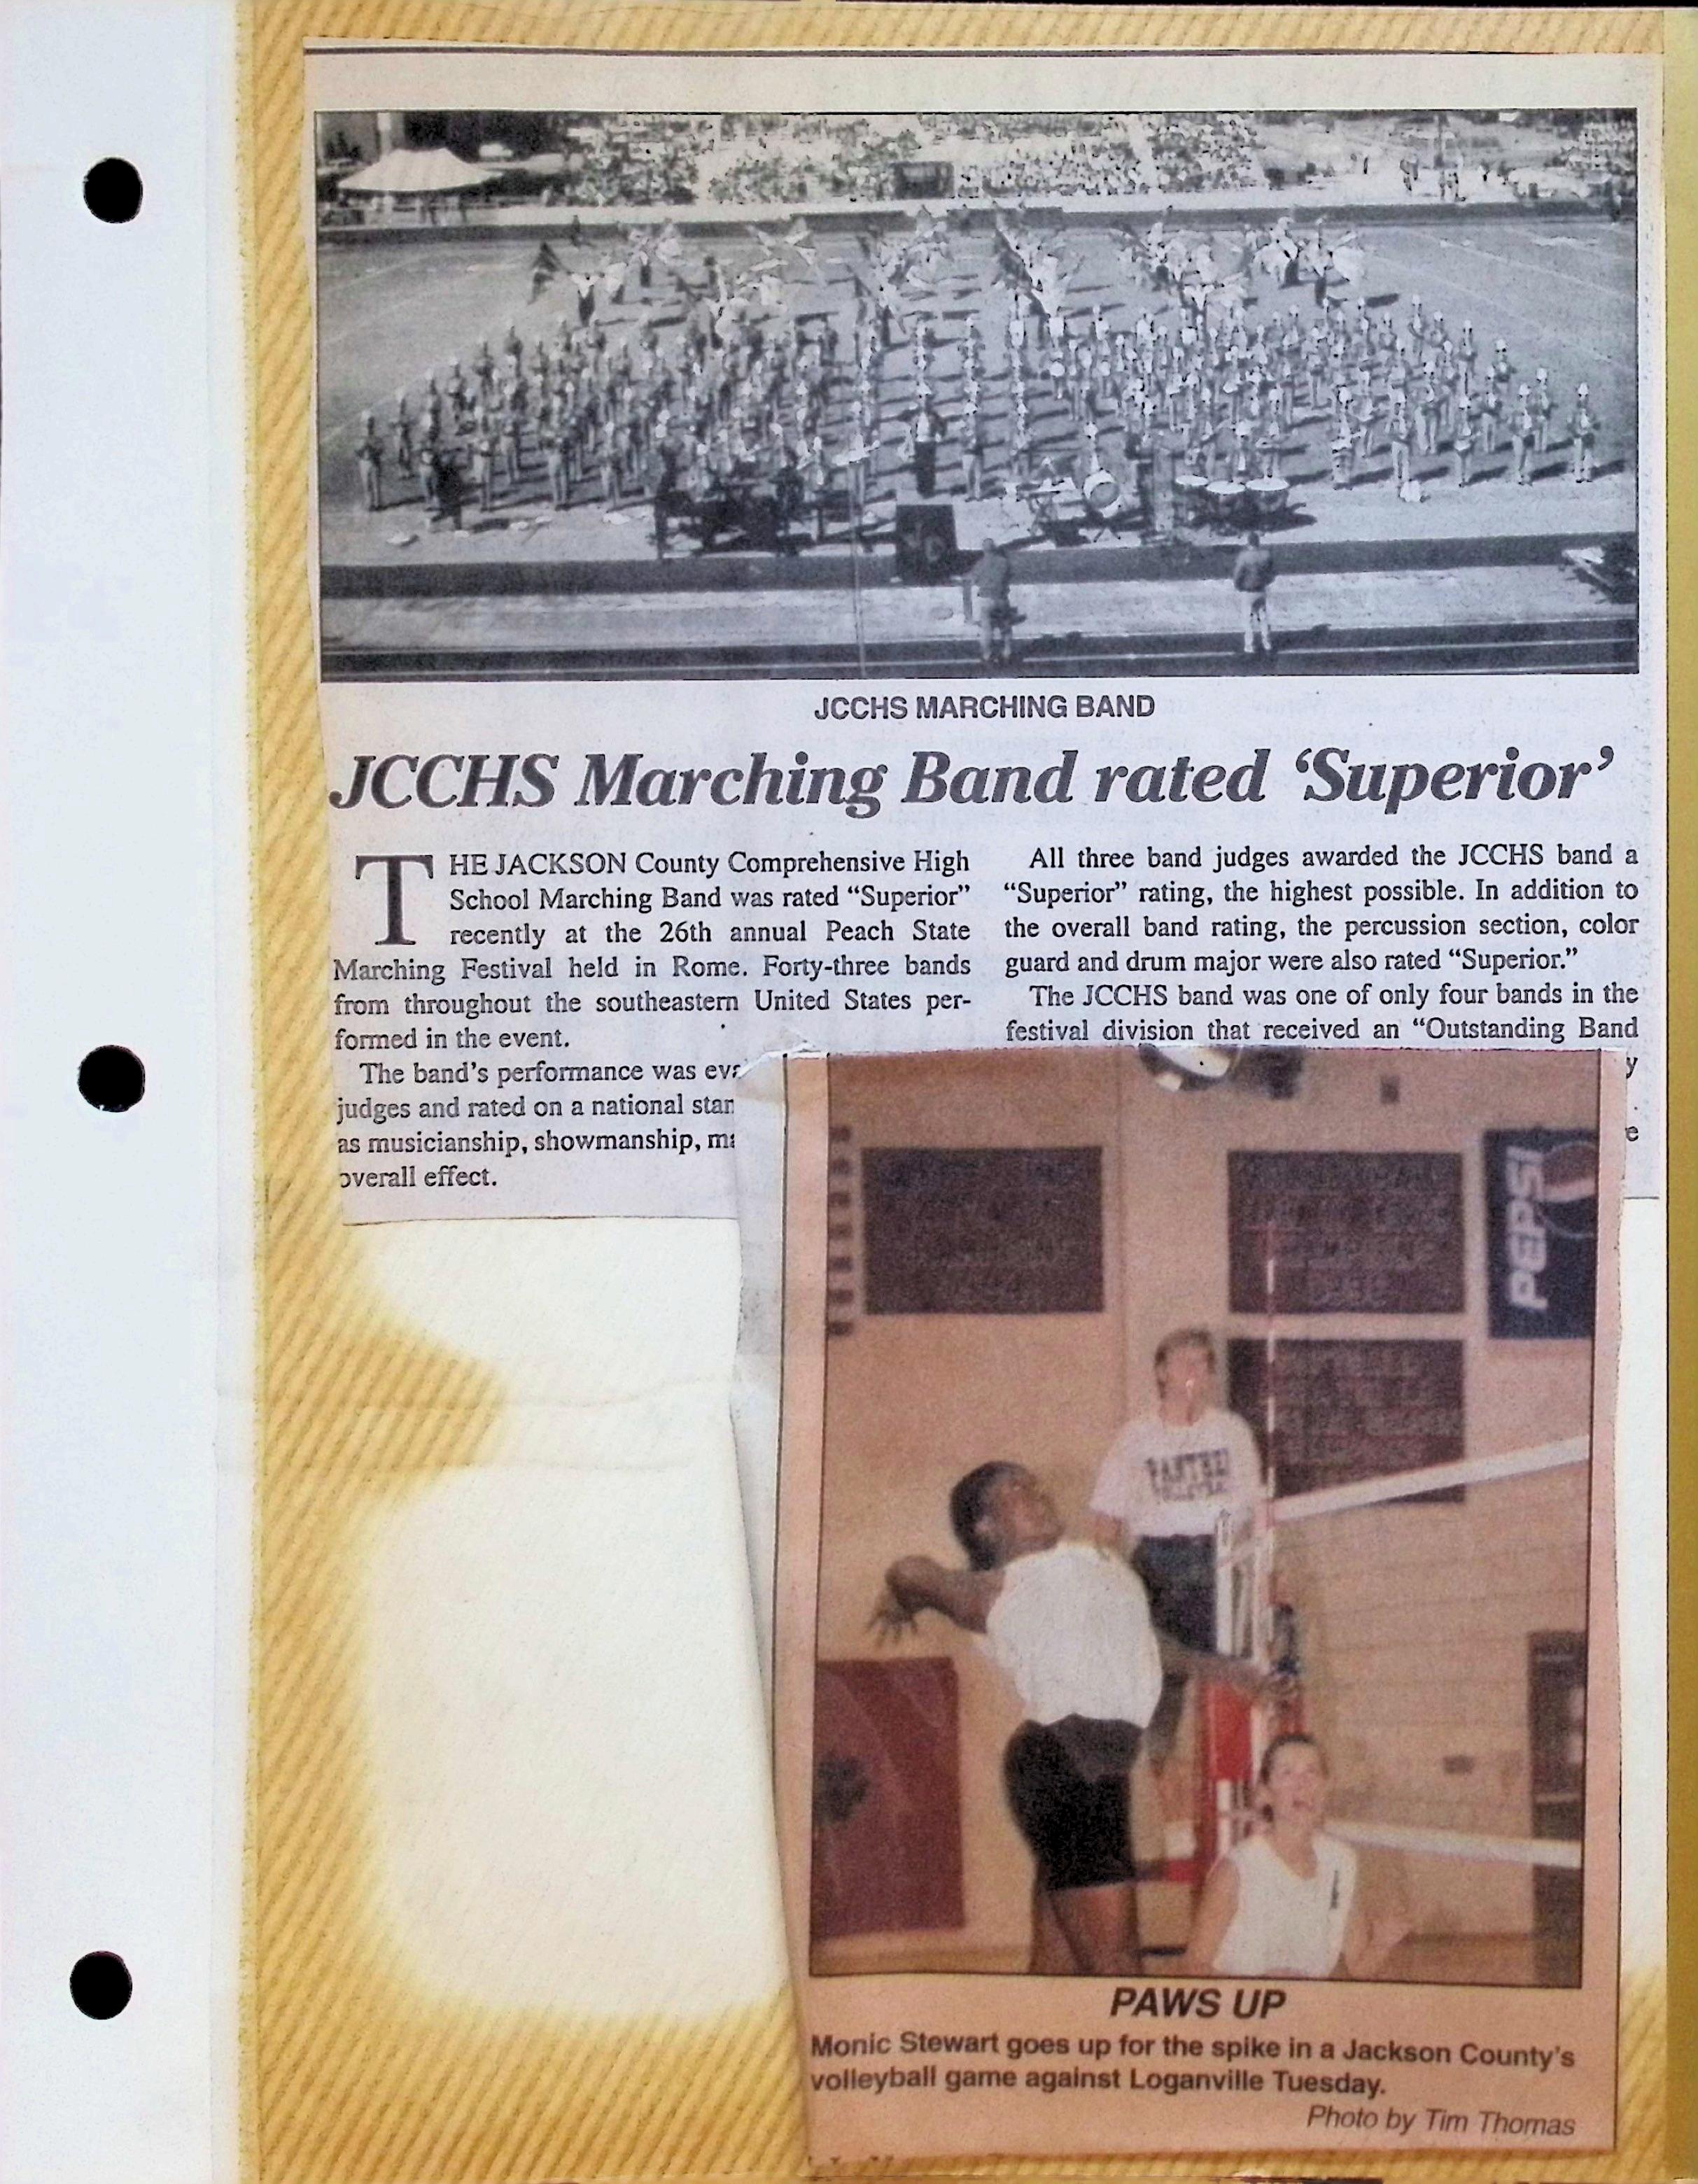 JCCHS MARCHING BAND
JCCHS Marching Band rated ‘Superior’
THE JACKSON County Comprehensive High
School Marching Band was rated “Superior”
recently at the 26th annual Peach State
Marching Festival held in Rome. Forty-three bands
from throughout the southeastern United States per-
formed in the event.
The band’s performance was eva
judges and rated on a national stan
as musicianship, showmanship, ma
overall effect.
All three band judges awarded the JCCHS band a
“Superior” rating, the highest possible. In addition to
the overall band rating, the percussion section, color
guard and drum major were also rated “Superior.”
The JCCHS band was one of only four bands in the
festival division that received an “Outstanding Band
y
.
e
PEPSI
PANTHE
VOLLEYBAL
PAWS UP
Monic Stewart goes up for the spike in a Jackson County’s
volleyball game against Loganville Tuesday.
Photo by Tim Thomas